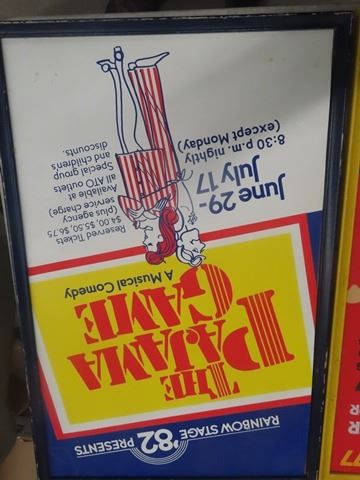 RAINBOW STAGE '82 PRESENTS
THE
PAJAMA
GAME
A Musical Comedy
June 29-
July 17
8:30 p.m. nightly
(except Monday)
Reserved Tickets
$4.00, $5.50, $6.75
(plus agency
service charge)
Available at
all ATO outlets
Special group
and children's
discounts.